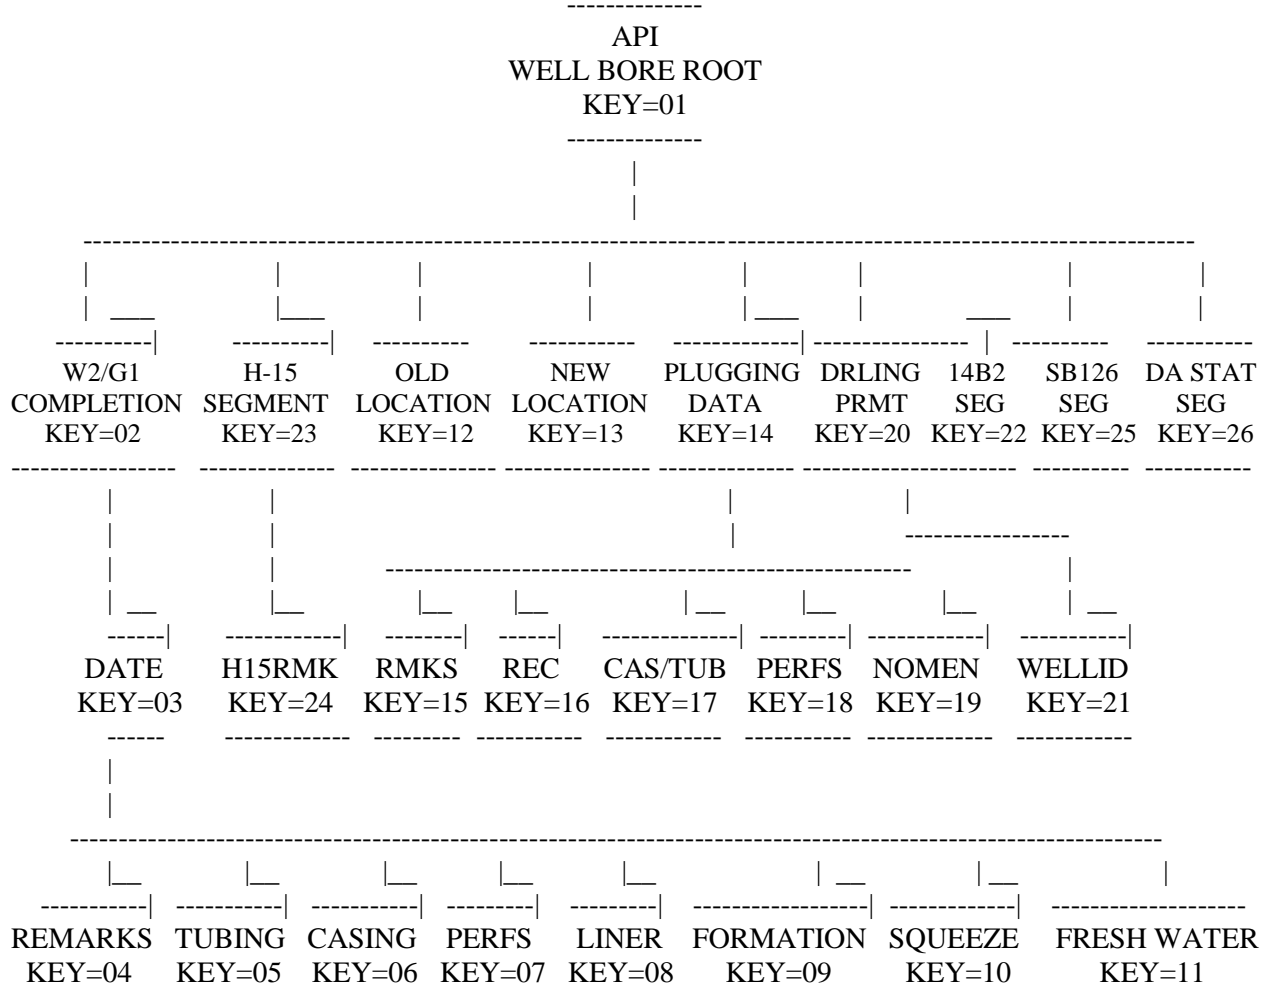 API
WELL BORE ROOT
KEY=01
W2/G1 H-15 OLD NEW PLUGGING DRLING 14B2 SB126 DA STAT
COMPLETION SEGMENT LOCATION LOCATION DATA PRMT SEG SEG SEG
KEY=02 KEY=23 KEY=12 KEY=13 KEY=14 KEY=20 KEY=22 KEY=25 KEY=26
DATE H15RMK RMKS REC CAS/TUB PERFS NOMEN WELLID
KEY=03 KEY=24 KEY=15 KEY=16 KEY=17 KEY=18 KEY=19 KEY=21
REMARKS TUBING CASING PERFS LINER FORMATION SQUEEZE FRESH WATER
KEY=04 KEY=05 KEY=06 KEY=07 KEY=08 KEY=09 KEY=10 KEY=11